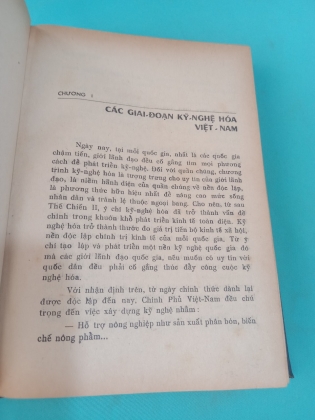 CHƯƠNG I
CÁC GIAI-ĐOẠN KỸ-NGHỆ HÓA
VIỆT-NAM
Ngày nay, tại mỗi quốc gia, nhất là các quốc gia
chậm tiến, giới lãnh đạo đều cố gắng tìm mọi phương
cách để phát triển kỹ-nghệ. Đối với quần chúng, chương
trình kỹ-nghệ hóa là tượng trưng cho uy tín của giới lãnh
đạo, là niềm hãnh diện của quần chúng về nền độc lập,
là phương thức hữu hiệu nhất để nâng cao mức sống
nhân dân và tránh lệ thuộc ngoại bang. Cho nên, từ sau
Thế Chiến II, ý chí kỹ-nghệ hóa đã trở thành vấn đề
chính trong khuôn khổ phát triển kinh tế toàn diện. Kỹ
nghệ hóa trở thành thước đo giá trị tiến bộ kinh tế xã hội,
nền độc lập chính trị kinh tế của mỗi quốc gia. Từ ý
chí tạo lập và phát triển một nền kỹ nghệ quốc gia đó
mà các giới lãnh đạo quốc gia, nếu muốn có uy tín với
quốc dân đều phải cố gắng thúc đẩy công cuộc kỹ
nghệ hóa.
Với nhận định trên, từ ngày chính thức dành lại
được độc lập đến nay, Chính Phủ Việt-Nam đều chú
trọng đến việc xây dựng kỹ nghệ nhằm:
— Hỗ trợ nông nghiệp như sản xuất phân bón, biến
chế nông phẩm...